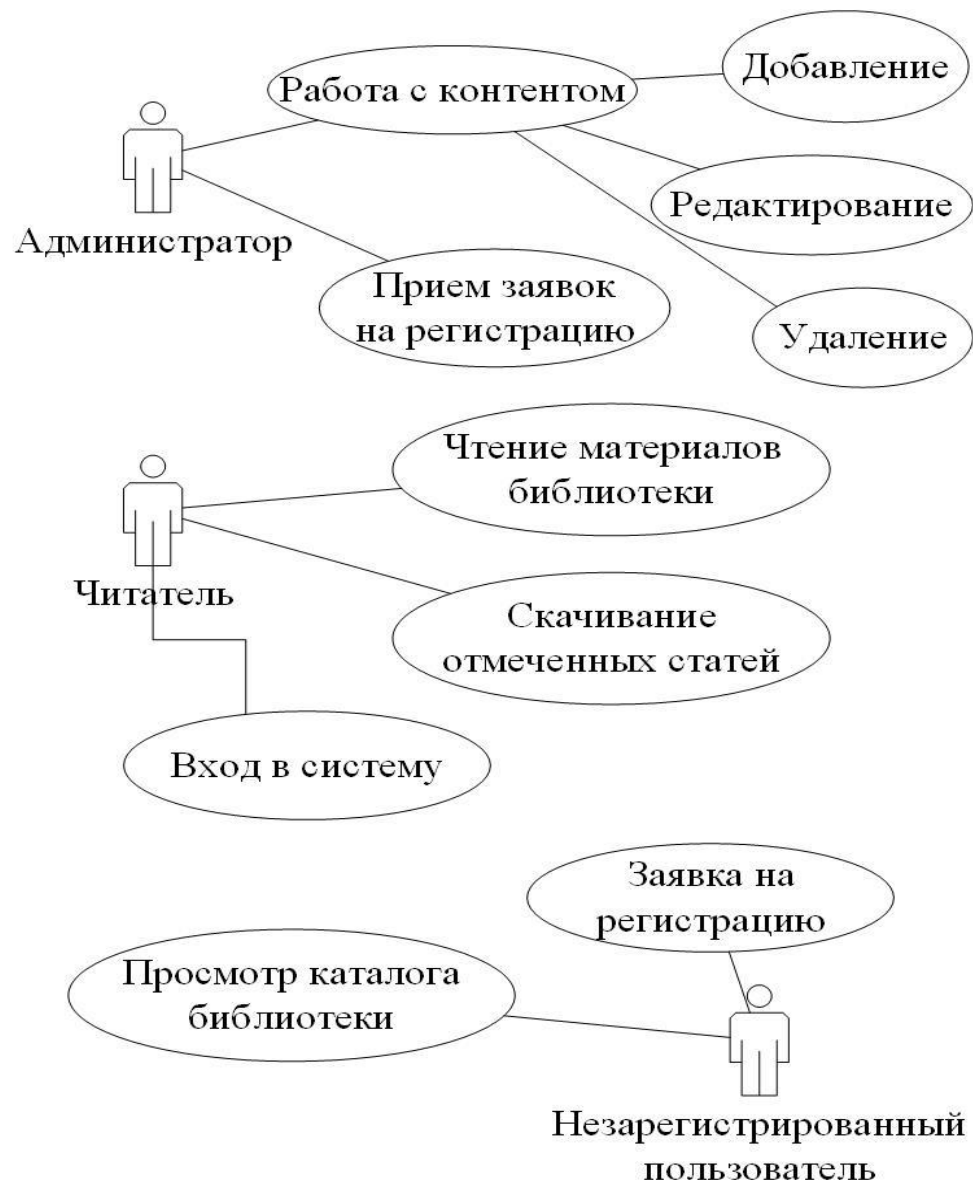 Добавление
Работа с контентом
Редактирование
Администратор
Прием заявок
на регистрацию
Удаление
Чтение материалов
библиотеки
Читатель
Скачивание
отмеченных статей
Вход в систему
Заявка на
регистрацию
Просмотр каталога
библиотеки
Незарегистрированный
пользователь